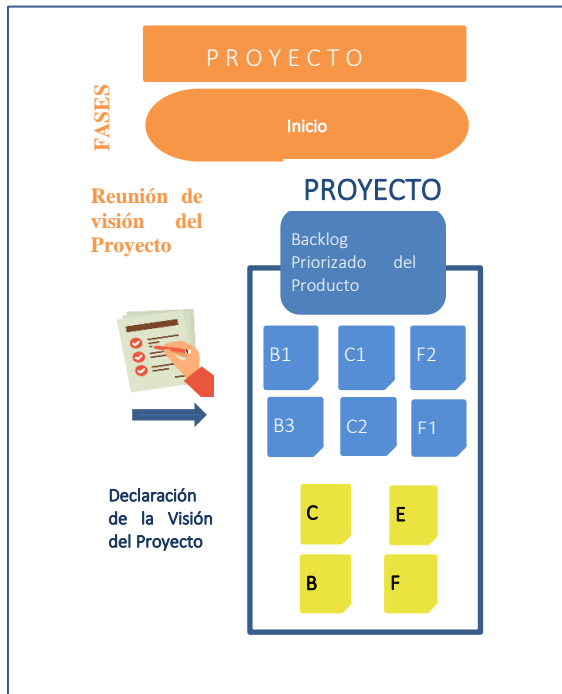 PROYECTO
FASES
Inicio
Reunión de
visión del
Proyecto
PROYECTO
Backlog
Priorizado del
Producto
B1 C1 F2
B3 C2 F1
Declaración
de la Visión
del Proyecto
C E
B F